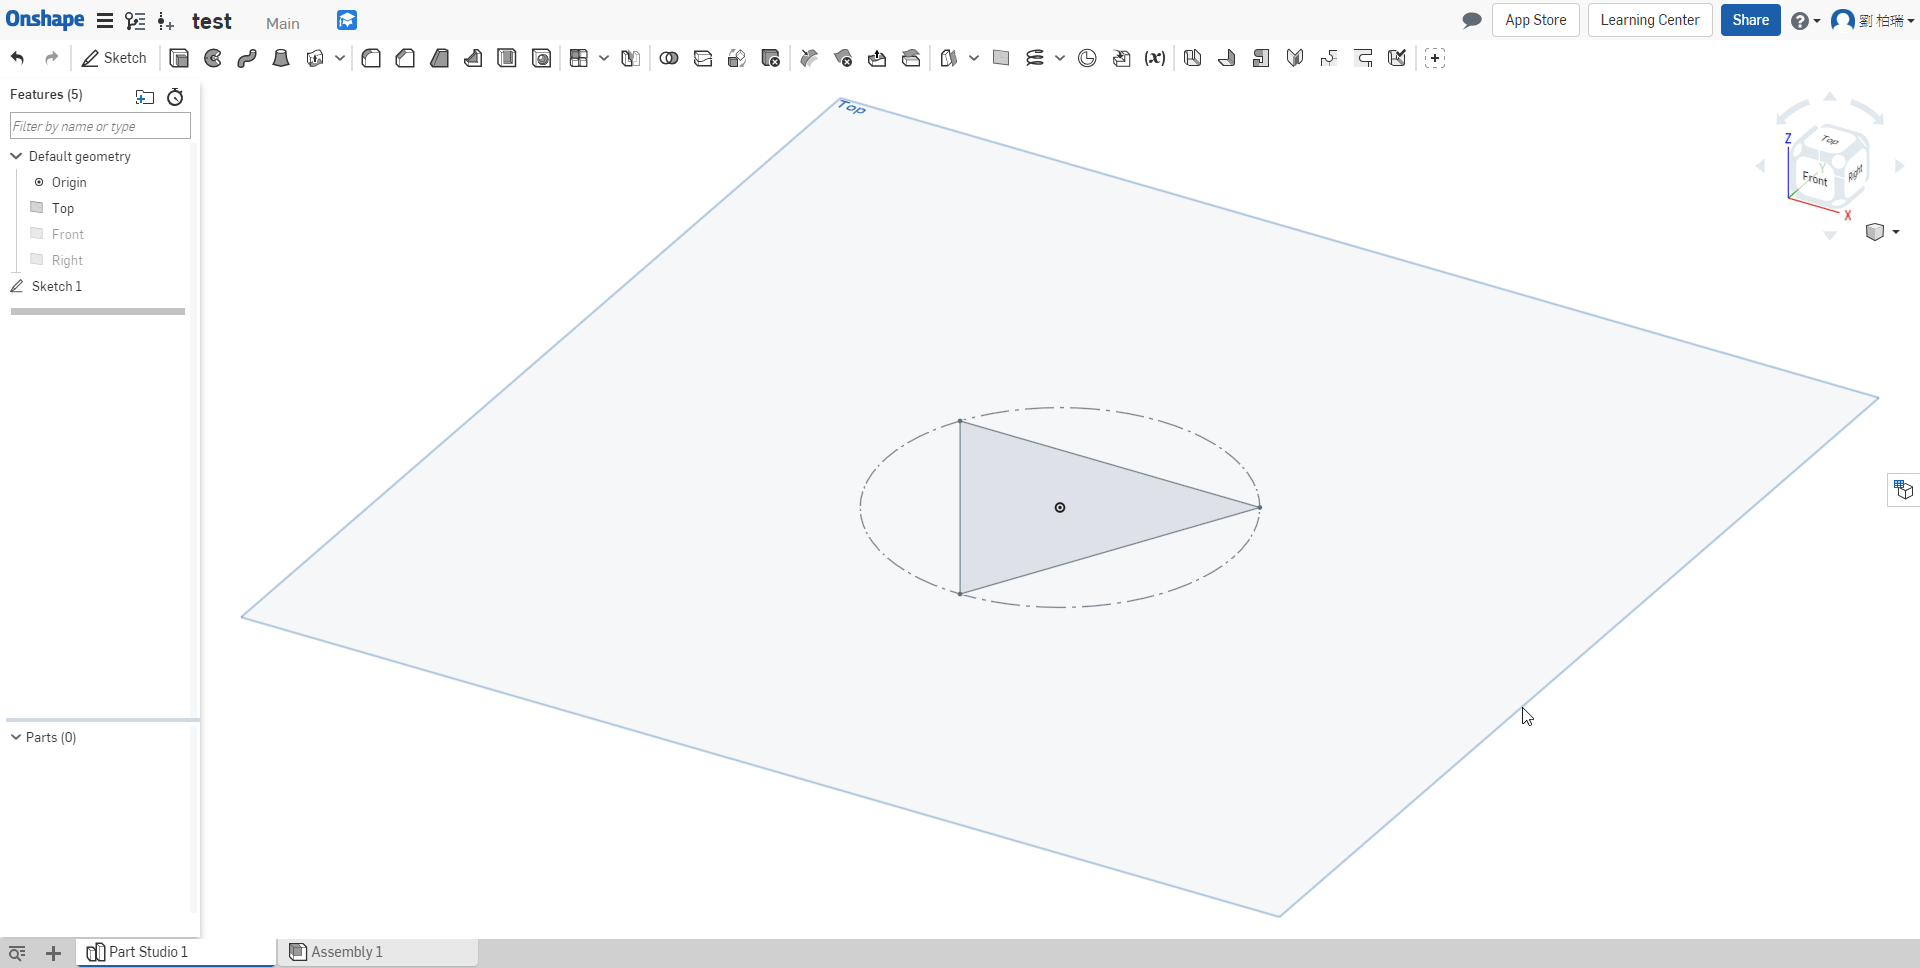 Onshape
test
Main
App Store
Learning Center
Share
劉 柏瑞
Sketch
(x)
Features (5)
Filter by name or type
Default geometry
Origin
Top
Front
Right
Sketch 1
Parts (0)
Top
Z
Top
Y
Front
Right
X
Part Studio 1
Assembly 1